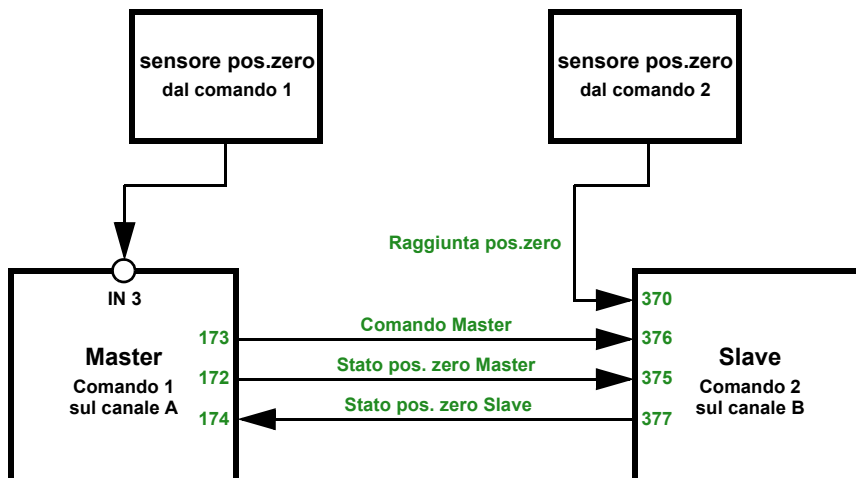 sensore pos.zero
dal comando 1
sensore pos.zero
dal comando 2
Raggiunta pos.zero
IN 3
370
173
Comando Master
376
Master
Comando 1
sul canale A
172
Stato pos. zero Master
375
Slave
Comando 2
sul canale B
174
Stato pos. zero Slave
377